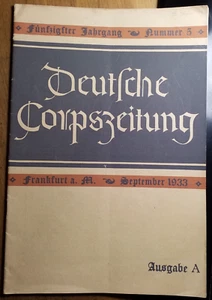 Fünfzigster Jahrgang Nummer 5
Deutsche
Corpszeitung
Frankfurt a. M. September 1933
Ausgabe A